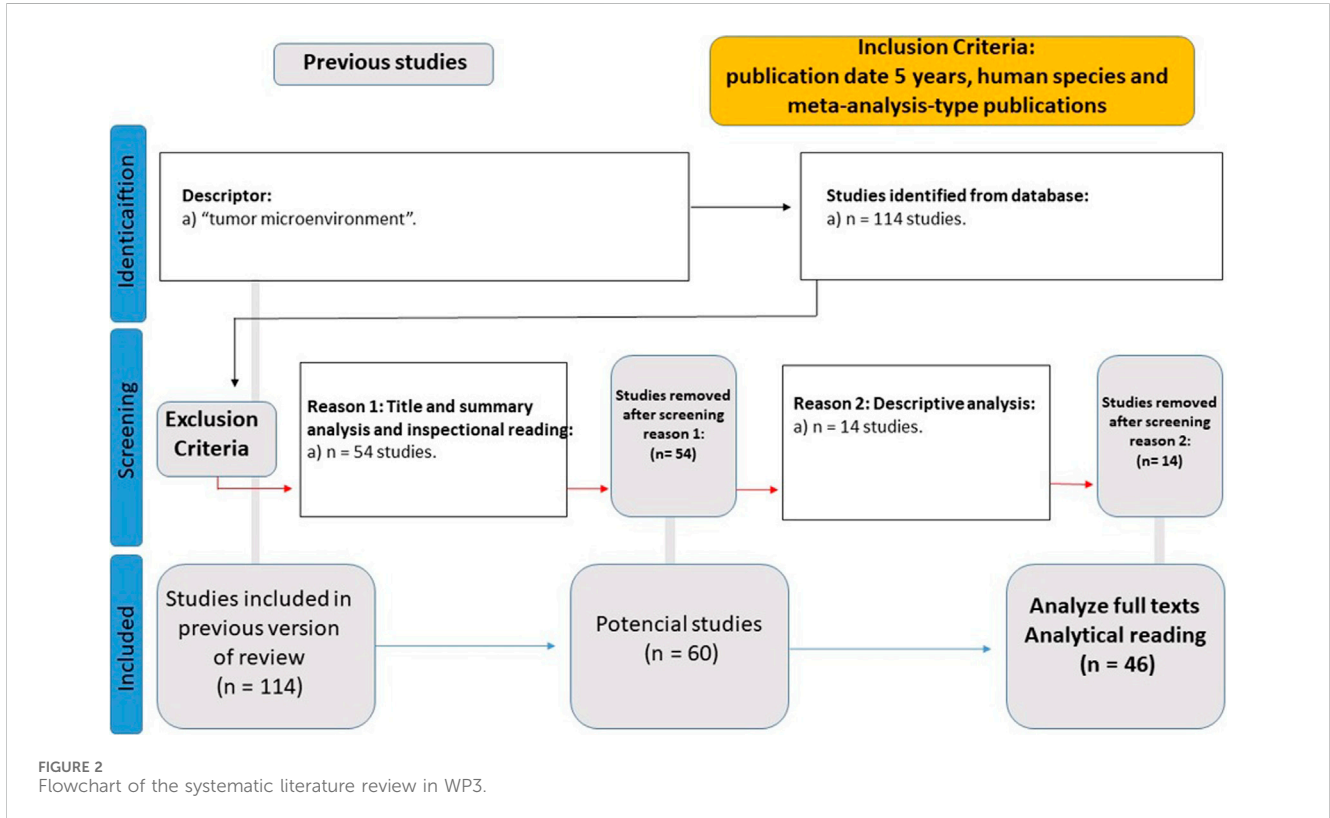 Previous studies
Inclusion Criteria:
publication date 5 years, human species and
meta-analysis-type publications
Identicaiftion
Descriptor:
a) “tumor microenvironment”.
Studies identified from database:
a) n = 114 studies.
Screening
Exclusion
Criteria
Reason 1: Title and summary
analysis and inspectional reading:
a) n = 54 studies.
Studies removed
after screening
reason 1:
(n= 54)
Reason 2: Descriptive analysis:
a) n = 14 studies.
Studies removed
after screening
reason 2:
(n= 14)
Included
Studies included in
previous version
of review
(n = 114)
Potencial studies
(n = 60)
Analyze full texts
Analytical reading
(n = 46)
FIGURE 2
Flowchart of the systematic literature review in WP3.